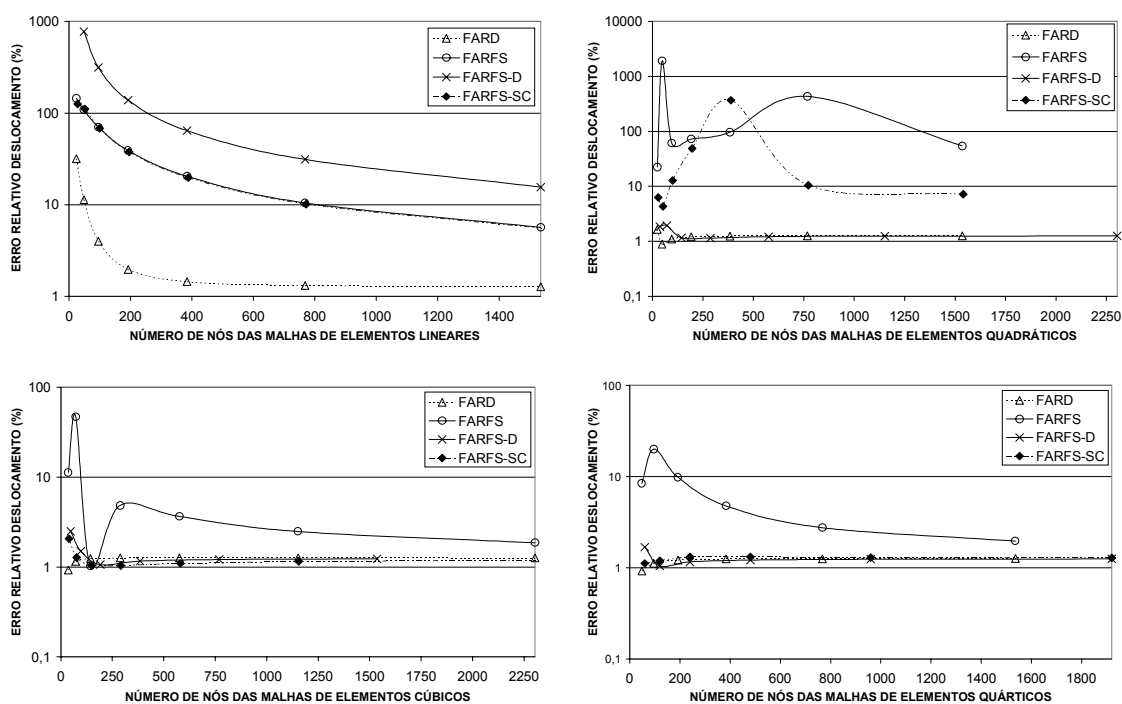 ERRO RELATIVO DESLOCAMENTO (%)
1000
100
10
1
0 200 400 600 800 1000 1200 1400
NÚMERO DE NÓS DAS MALHAS DE ELEMENTOS LINEARES
FARD
FARFS
FARFS-D
FARFS-SC
ERRO RELATIVO DESLOCAMENTO (%)
10000
1000
100
10
1
0,1
0 250 500 750 1000 1250 1500 1750 2000 2250
NÚMERO DE NÓS DAS MALHAS DE ELEMENTOS QUADRÁTICOS
FARD
FARFS
FARFS-D
FARFS-SC
ERRO RELATIVO DESLOCAMENTO (%)
100
10
1
0,1
0 250 500 750 1000 1250 1500 1750 2000 2250
NÚMERO DE NÓS DAS MALHAS DE ELEMENTOS CÚBICOS
FARD
FARFS
FARFS-D
FARFS-SC
ERRO RELATIVO DESLOCAMENTO (%)
100
10
1
0,1
0 200 400 600 800 1000 1200 1400 1600 1800
NÚMERO DE NÓS DAS MALHAS DE ELEMENTOS QUÁRTICOS
FARD
FARFS
FARFS-D
FARFS-SC